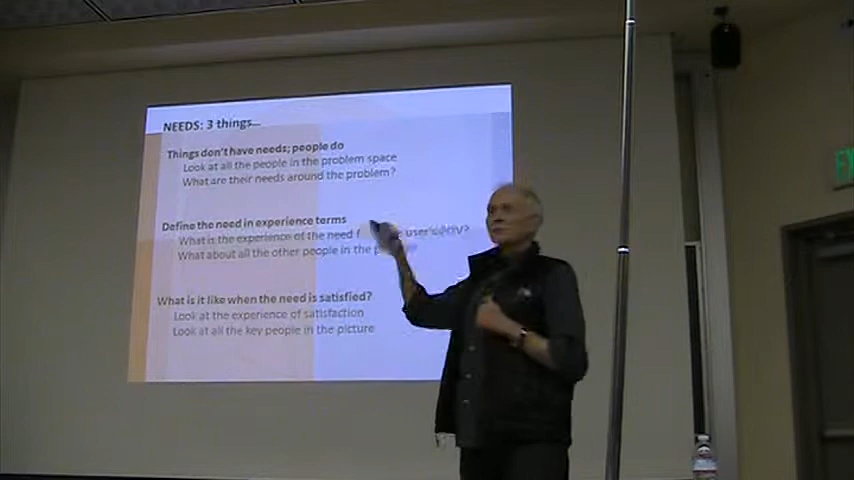 NEEDS: 3 things...
Things don't have needs; people do
Look at all the people in the problem space
What are their needs around the problem?
Define the need in experience terms
What is the experience of the need user's POV?
What about all the other people in the
What is it like when the need is satisfied?
Look at the experience of satisfaction
Look at all the key people in the picture
EX